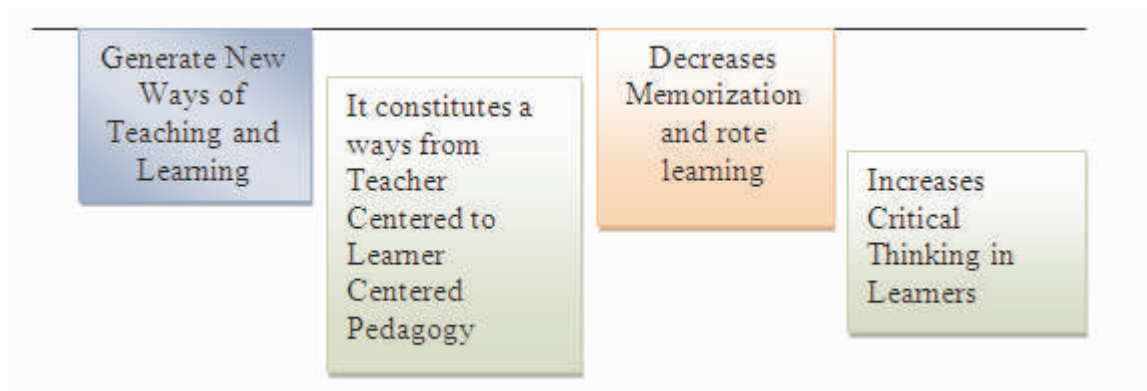 Generate New
Ways of
Teaching and
Learning
It constitutes a
ways from
Teacher
Centered to
Learner
Centered
Pedagogy
Decreases
Memorization
and rote
learning
Increases
Critical
Thinking in
Learners